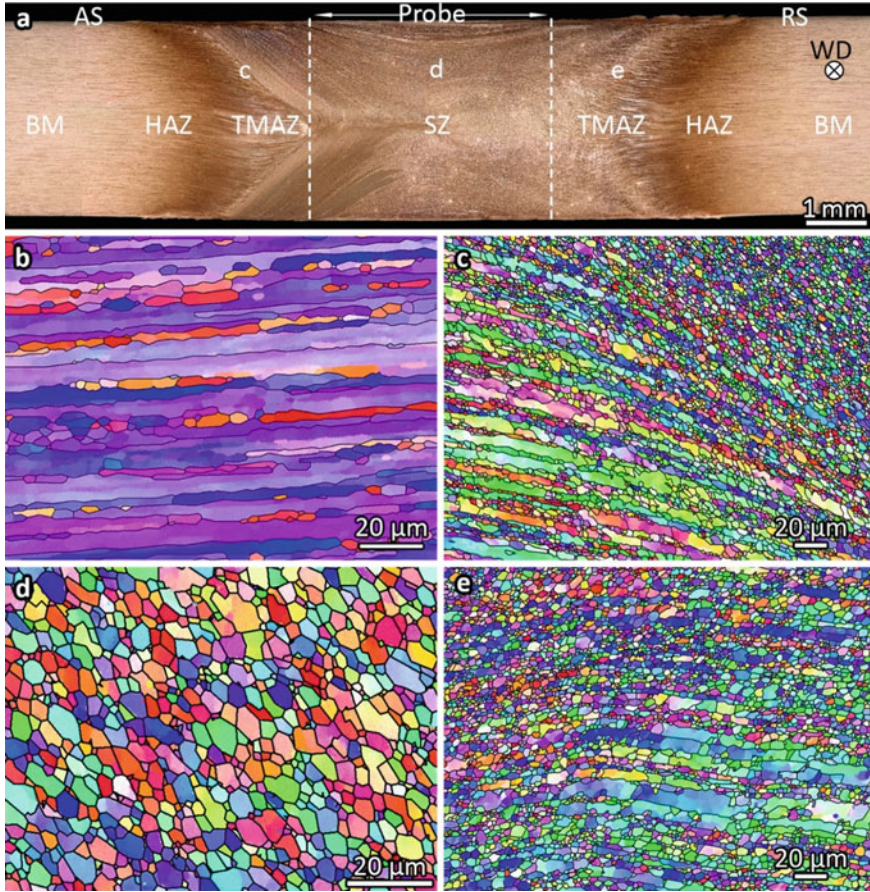 a AS Probe RS
WD
c d e
BM HAZ TMAZ SZ TMAZ HAZ BM
1 mm
b c
20 µm 20 µm
d e
20 µm 20 µm